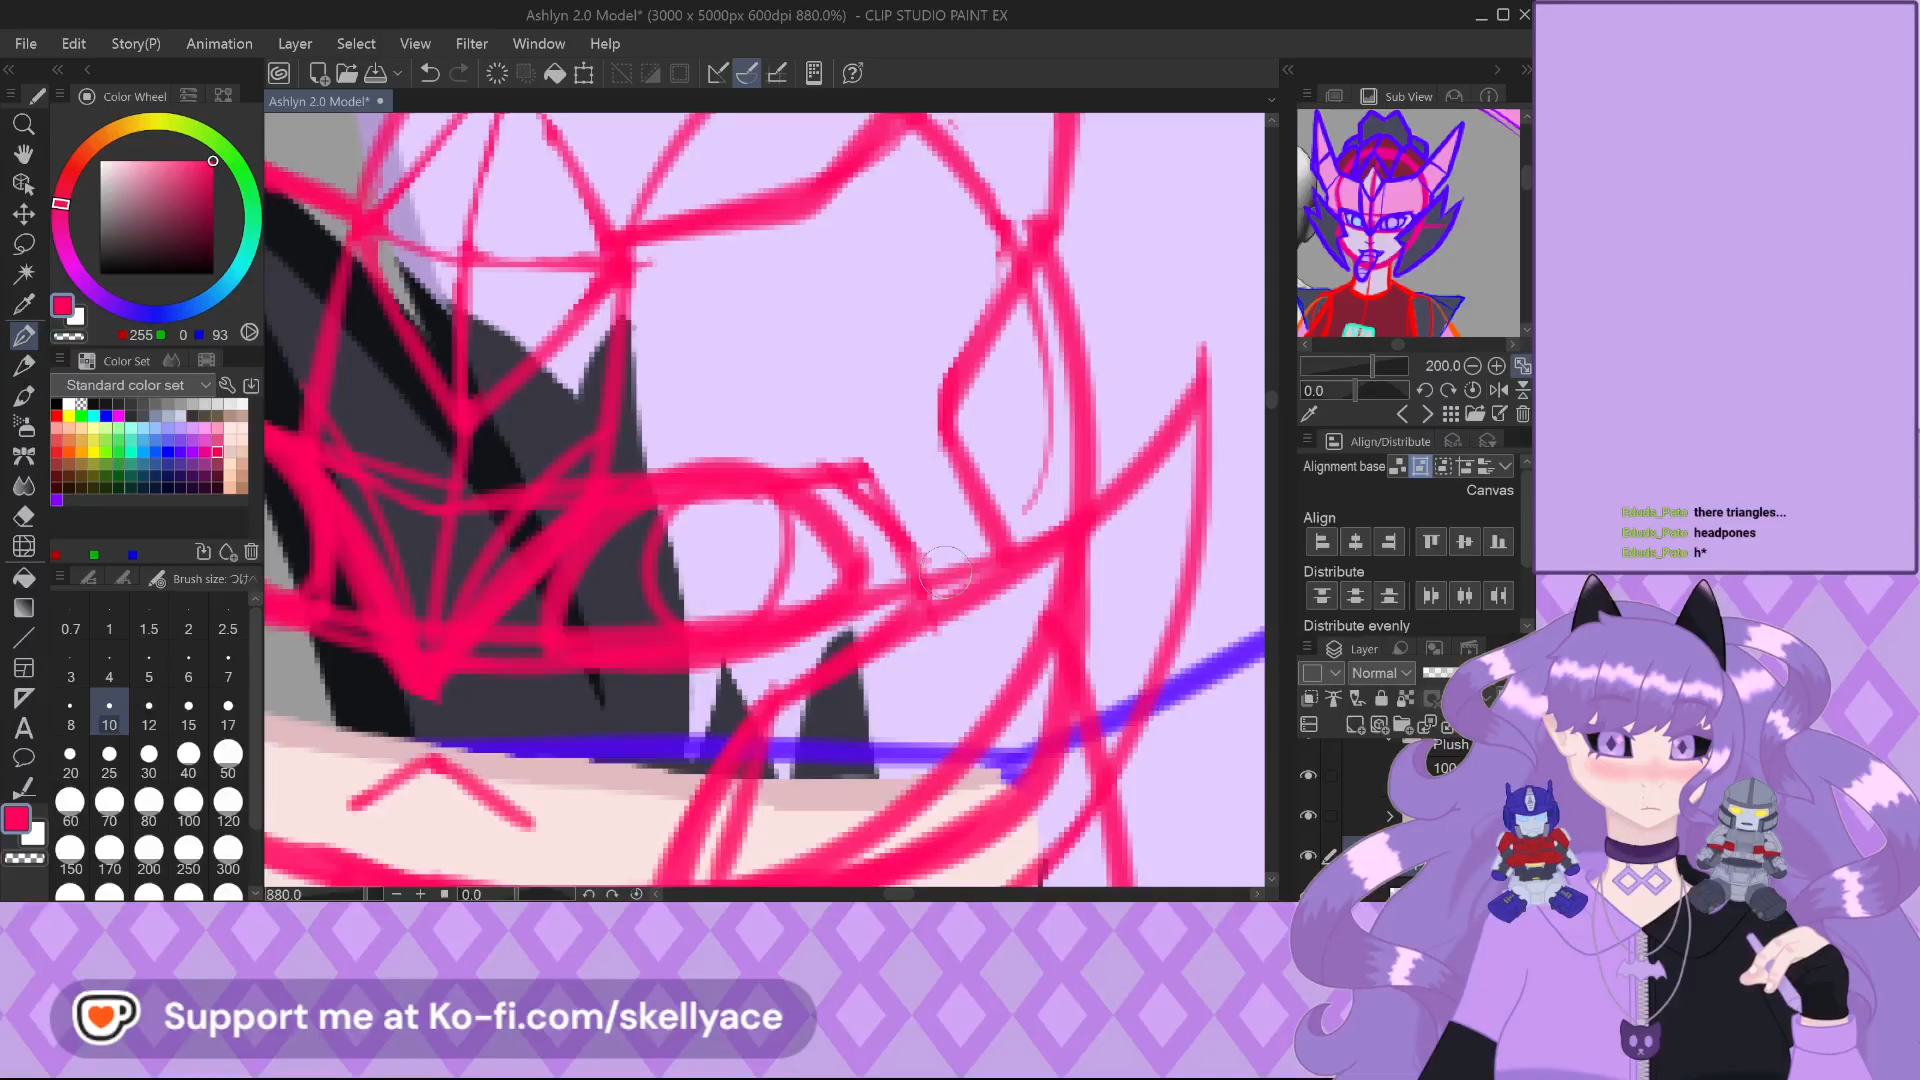 Ashlyn 2.0 Model* (3000 x 5000px 600dpi 880.0%) - CLIP STUDIO PAINT EX
File Edit Story(P) Animation Layer Select View Filter Window Help
Color Wheel
Ashlyn 2.0 Model*
Sub View
255 0 93
Color Set
Standard color set
200.0
0.0
Align/Distribute
Alignment base
Canvas
Align
Distribute
Distribute evenly
Eduds_Pato there triangles...
Eduds_Pato headpones
Eduds_Pato h*
Brush size: つけ
0.7 1 1.5 2 2.5
3 4 5 6 7
8 10 12 15 17
20 25 30 40 50
60 70 80 100 120
150 170 200 250 300
Layer
Normal
Plush
100
880.0 0.0
Support me at Ko-fi.com/skellyace